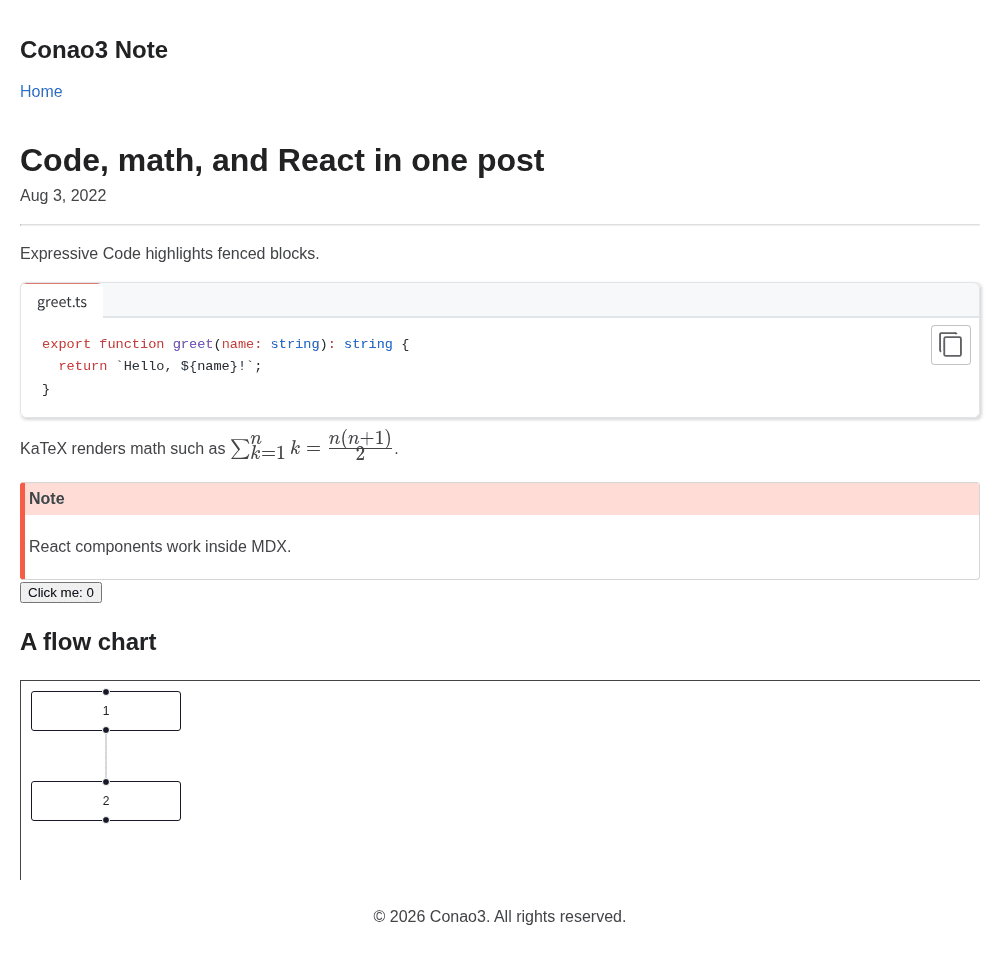 Conao3 Note
Home
Code, math, and React in one post
Aug 3, 2022
Expressive Code highlights fenced blocks.
greet.ts
export function greet(name: string): string {
  return `Hello, ${name}!`;
}
KaTeX renders math such as ∑ⁿₖ₌₁ k = n(n+1)/2.
Note
React components work inside MDX.
Click me: 0
A flow chart
1
2
© 2026 Conao3. All rights reserved.